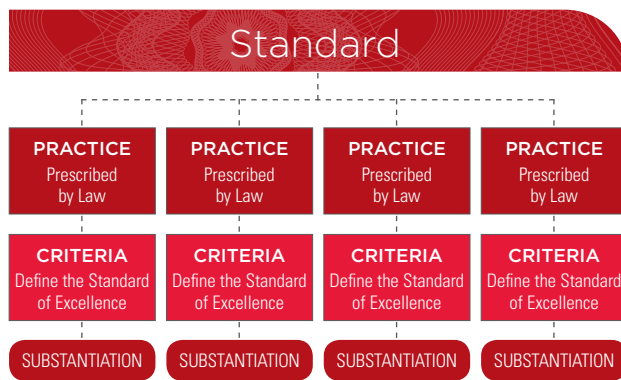 Standard
PRACTICE PRACTICE PRACTICE PRACTICE
Prescribed Prescribed Prescribed Prescribed
by Law by Law by Law by Law
CRITERIA CRITERIA CRITERIA CRITERIA
Define the Standard Define the Standard Define the Standard Define the Standard
of Excellence of Excellence of Excellence of Excellence
SUBSTANTIATION SUBSTANTIATION SUBSTANTIATION SUBSTANTIATION